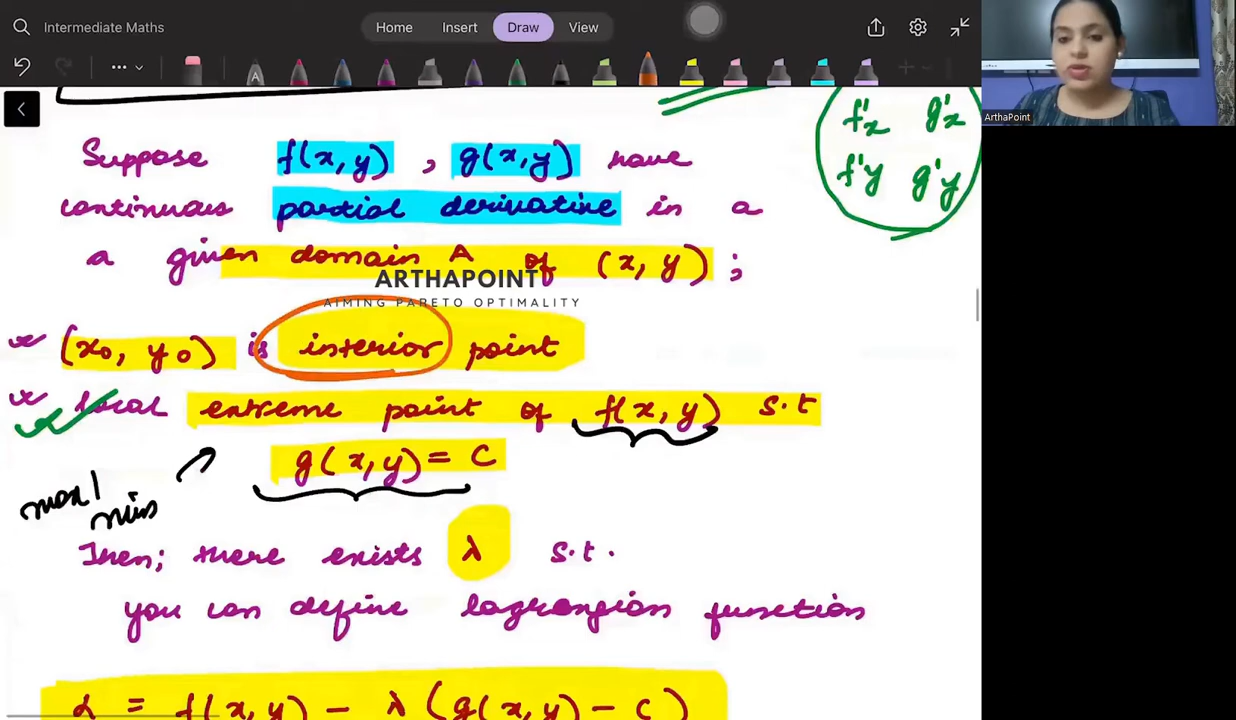 Intermediate Maths
Home Insert Draw View
ArthaPoint
f'x g'x
f'y g'y
Suppose f(x,y) , g(x,y) have
continuous partial derivative in a
a given domain A of (x, y) ;
ARTHAPOINT
AIMING PARETO OPTIMALITY
(x₀, y₀) is interior point
local extreme point of f(x, y) s.t
g(x,y) = C
max/
min
Then; there exists λ s.t.
you can define lagrangian function
L = f(x,y) - λ (g(x,y) - C)